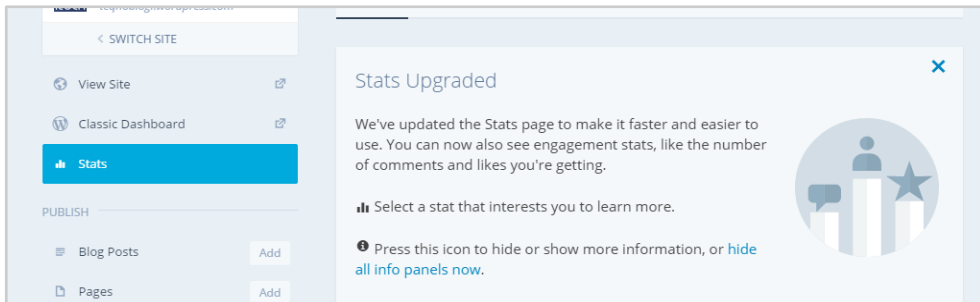 SWITCH SITE
View Site
Classic Dashboard
Stats
PUBLISH
Blog Posts
Add
Pages
Add
Stats Upgraded
We've updated the Stats page to make it faster and easier to
use. You can now also see engagement stats, like the number
of comments and likes you're getting.
Select a stat that interests you to learn more.
Press this icon to hide or show more information, or hide
all info panels now.